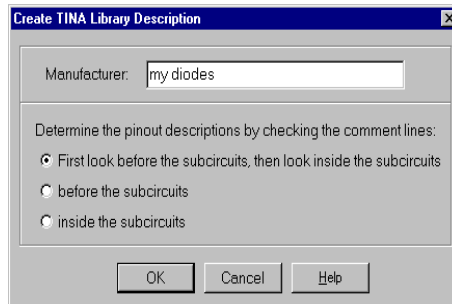 Create TINA Library Description
Manufacturer: my diodes
Determine the pinout descriptions by checking the comment lines:
First look before the subcircuits, then look inside the subcircuits
before the subcircuits
inside the subcircuits
OK Cancel Help